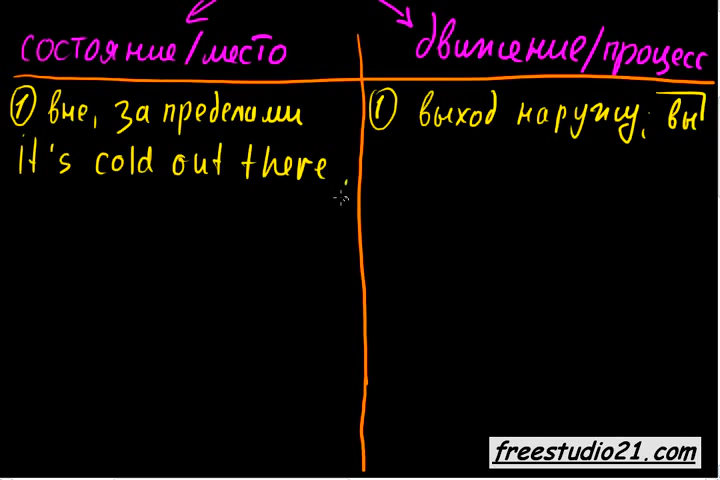 состояние/место
движение/процесс
① вне, за пределами
① выход наружу; вы
it's cold out there.
freestudio21.com